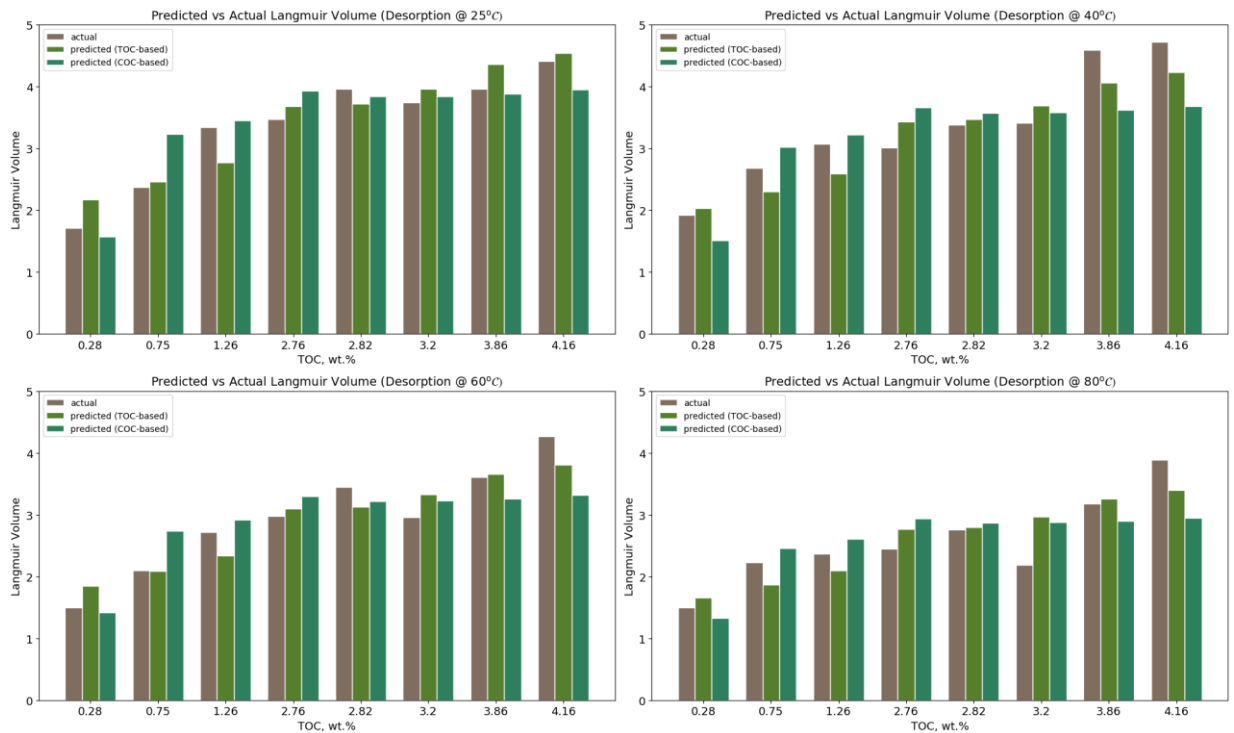 Predicted vs Actual Langmuir Volume (Desorption @ 25°C)
5
4
3
2
1
0
Langmuir Volume
actual
predicted (TOC-based)
predicted (COC-based)
0.28 0.75 1.26 2.76 2.82 3.2 3.86 4.16
TOC, wt.%
Predicted vs Actual Langmuir Volume (Desorption @ 40°C)
5
4
3
2
1
0
Langmuir Volume
actual
predicted (TOC-based)
predicted (COC-based)
0.28 0.75 1.26 2.76 2.82 3.2 3.86 4.16
TOC, wt.%
Predicted vs Actual Langmuir Volume (Desorption @ 60°C)
5
4
3
2
1
0
Langmuir Volume
actual
predicted (TOC-based)
predicted (COC-based)
0.28 0.75 1.26 2.76 2.82 3.2 3.86 4.16
TOC, wt.%
Predicted vs Actual Langmuir Volume (Desorption @ 80°C)
5
4
3
2
1
0
Langmuir Volume
actual
predicted (TOC-based)
predicted (COC-based)
0.28 0.75 1.26 2.76 2.82 3.2 3.86 4.16
TOC, wt.%